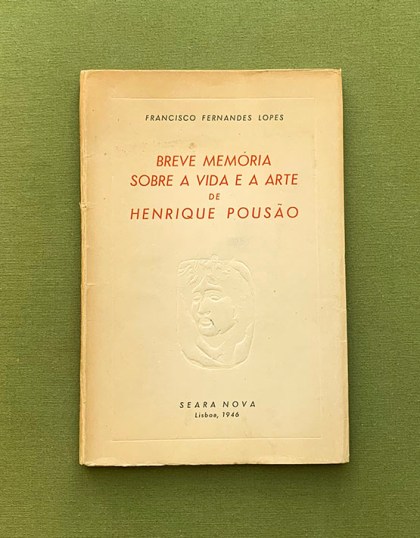 FRANCISCO FERNANDES LOPES
BREVE MEMÓRIA
SOBRE A VIDA E A ARTE
DE
HENRIQUE POUSÃO
SEARA NOVA
Lisboa, 1946